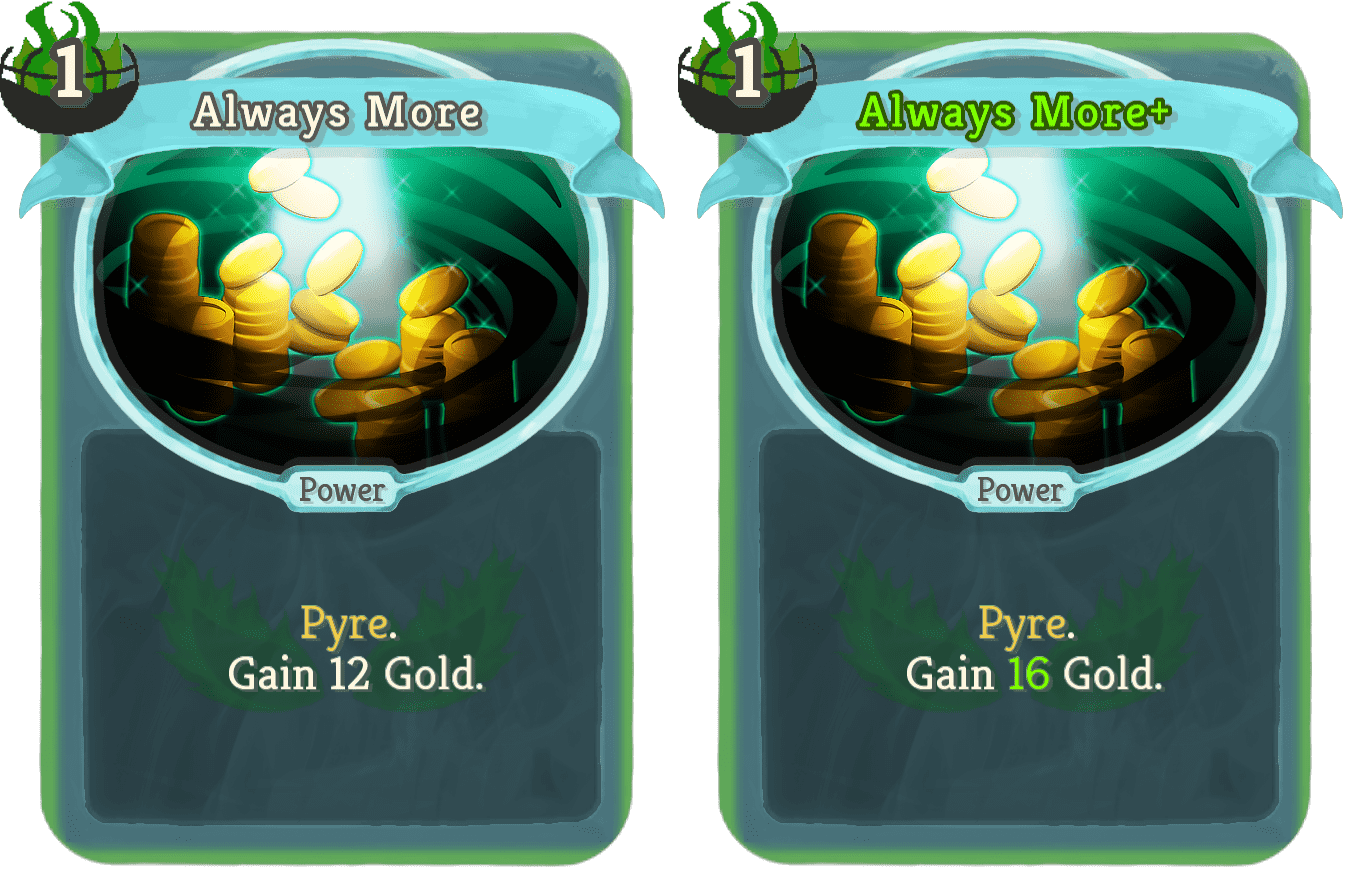 1
Always More
Power
Pyre.
Gain 12 Gold.
1
Always More+
Power
Pyre.
Gain 16 Gold.